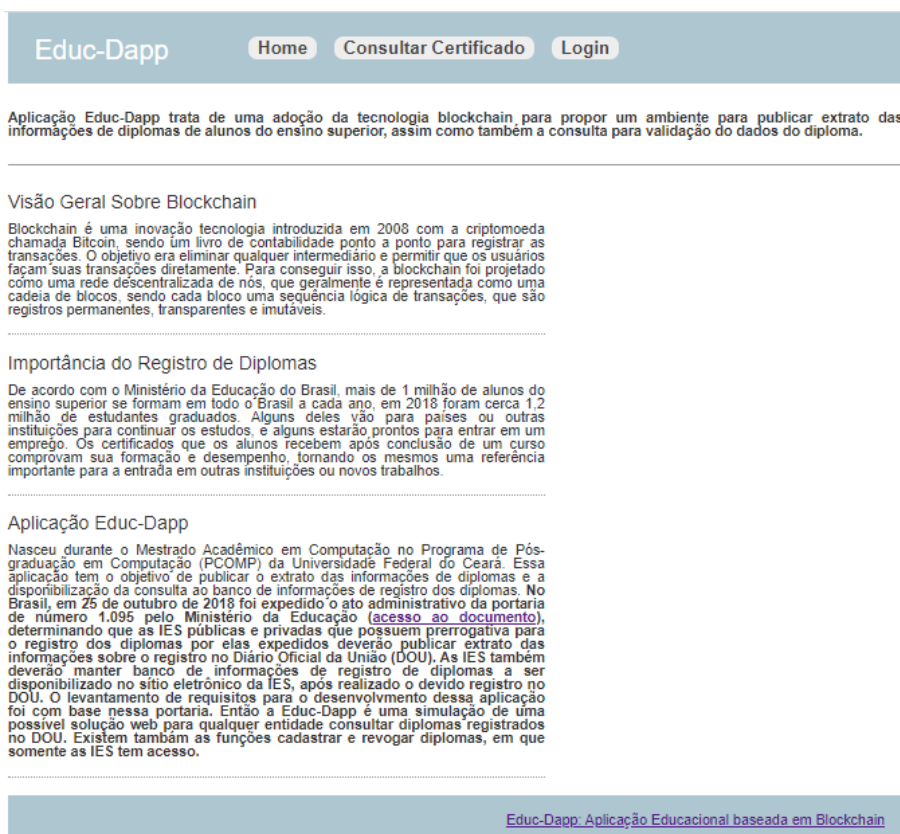 Educ-Dapp
Home
Consultar Certificado
Login
Aplicação Educ-Dapp trata de uma adoção da tecnologia blockchain para propor um ambiente para publicar extrato das
informações de diplomas de alunos do ensino superior, assim como também a consulta para validação do dados do diploma.
Visão Geral Sobre Blockchain
Blockchain é uma inovação tecnologia introduzida em 2008 com a criptomoeda
chamada Bitcoin, sendo um livro de contabilidade ponto a ponto para registrar as
transações. O objetivo era eliminar qualquer intermediário e permitir que os usuários
façam suas transações diretamente. Para conseguir isso, a blockchain foi projetado
como uma rede descentralizada de nós, que geralmente é representada como uma
cadeia de blocos, sendo cada bloco uma sequência lógica de transações, que são
registros permanentes, transparentes e imutáveis.
Importância do Registro de Diplomas
De acordo com o Ministério da Educação do Brasil, mais de 1 milhão de alunos do
ensino superior se formam em todo o Brasil a cada ano, em 2018 foram cerca 1,2
milhão de estudantes graduados. Alguns deles vão para países ou outras
instituições para continuar os estudos, e alguns estarão prontos para entrar em um
emprego. Os certificados que os alunos recebem após conclusão de um curso
comprovam sua formação e desempenho, tornando os mesmos uma referência
importante para a entrada em outras instituições ou novos trabalhos.
Aplicação Educ-Dapp
Nasceu durante o Mestrado Acadêmico em Computação no Programa de Pós-
graduação em Computação (PCOMP) da Universidade Federal do Ceará. Essa
aplicação tem o objetivo de publicar o extrato das informações de diplomas e a
disponibilização da consulta ao banco de informações de registro dos diplomas. No
Brasil, em 25 de outubro de 2018 foi expedido o ato administrativo da portaria
de número 1.095 pelo Ministério da Educação (acesso ao documento),
determinando que as IES públicas e privadas que possuem prerrogativa para
o registro dos diplomas por elas expedidos deverão publicar extrato das
informações sobre o registro no Diário Oficial da União (DOU). As IES também
deverão manter banco de informações de registro de diplomas a ser
disponibilizado no sítio eletrônico da IES, após realizado o devido registro no
DOU. O levantamento de requisitos para o desenvolvmento dessa aplicação
foi com base nessa portaria. Então a Educ-Dapp é uma simulação de uma
possível solução web para qualquer entidade consultar diplomas registrados
no DOU. Existem tambám as funções cadastrar e revogar diplomas, em que
somente as IES tem acesso.
Educ-Dapp: Aplicação Educacional baseada em Blockchain